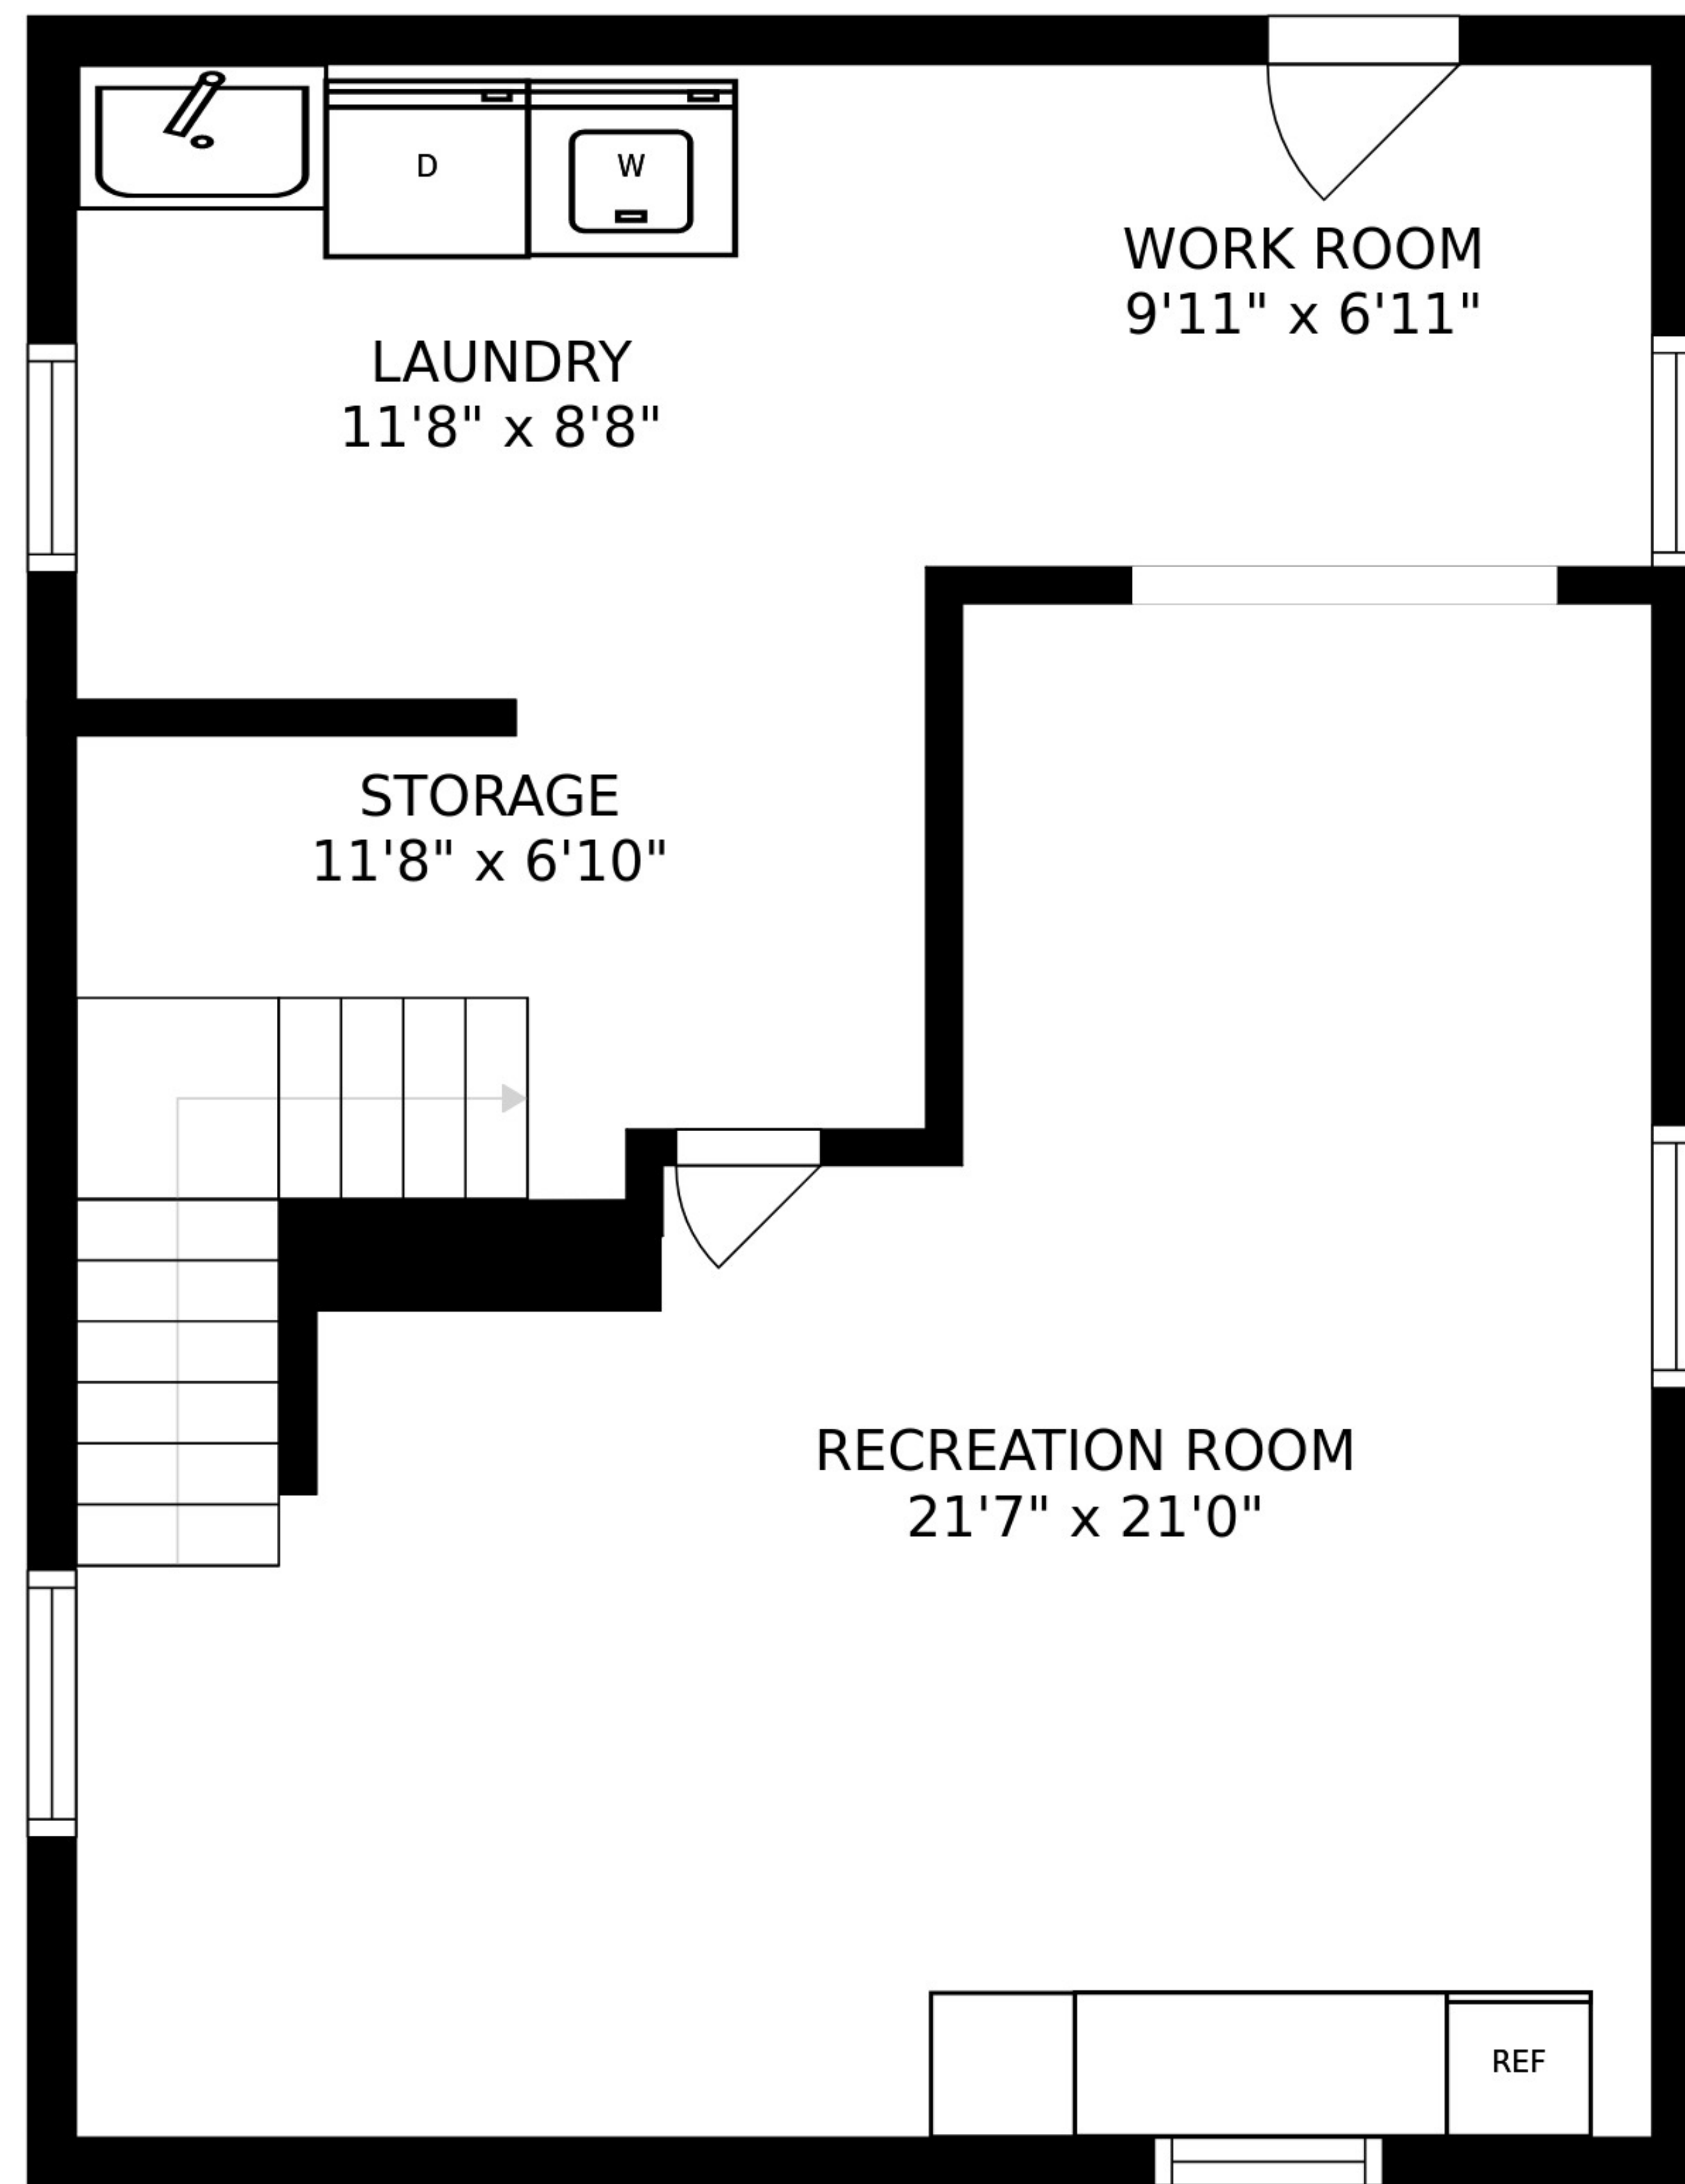 D
W
WORK ROOM
9'11" x 6'11"
LAUNDRY
11'8" x 8'8"
STORAGE
11'8" x 6'10"
RECREATION ROOM
21'7" x 21'0"
REF